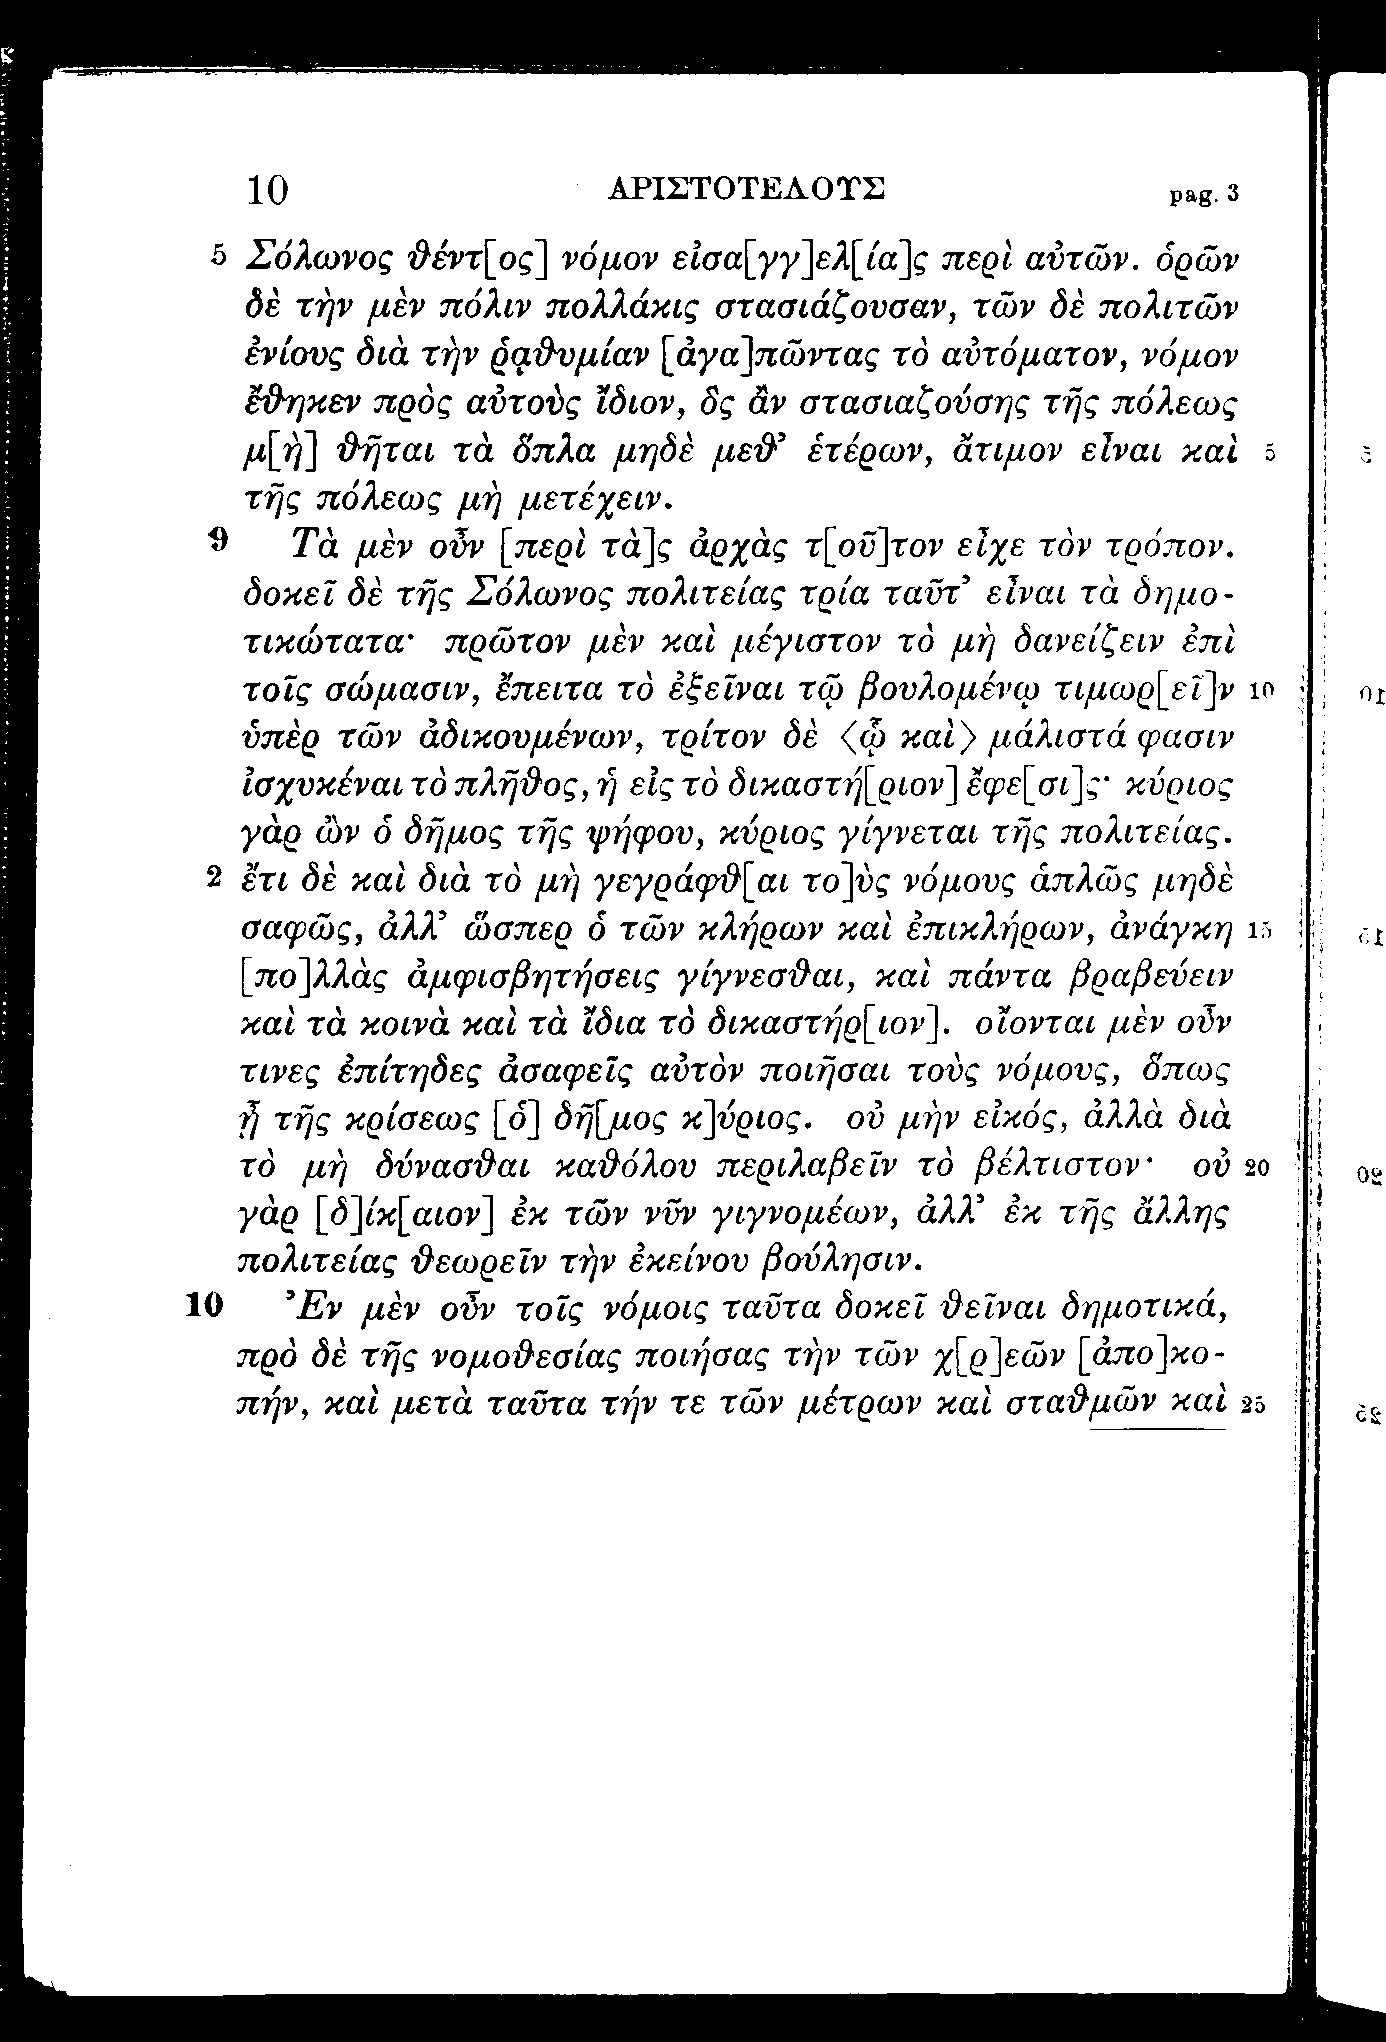 10 ΑΡΙΣΤΟΤΕΛΟΥΣ pag. 3
5 Σόλωνος θέντ[ος] νόμον εἰσα[γγ]ελ[ία]ς περὶ αὐτῶν. ὁρῶν
δὲ τὴν μὲν πόλιν πολλάκις στασιάζουσαν, τῶν δὲ πολιτῶν
ἐνίους διὰ τὴν ῥᾳθυμίαν [ἀγα]πῶντας τὸ αὐτόματον, νόμον
ἔθηκεν πρὸς αὐτοὺς ἴδιον, ὃς ἂν στασιαζούσης τῆς πόλεως
μ[ὴ] θῆται τὰ ὅπλα μηδὲ μεθ’ ἑτέρων, ἄτιμον εἶναι καὶ 5
τῆς πόλεως μὴ μετέχειν.
9 Τὰ μὲν οὖν [περὶ τὰ]ς ἀρχὰς τ[οῦ]τον εἶχε τὸν τρόπον.
δοκεῖ δὲ τῆς Σόλωνος πολιτείας τρία ταῦτ’ εἶναι τὰ δημο-
τικώτατα· πρῶτον μὲν καὶ μέγιστον τὸ μὴ δανείζειν ἐπὶ
τοῖς σώμασιν, ἔπειτα τὸ ἐξεῖναι τῷ βουλομένῳ τιμωρ[εῖ]ν 10
ὑπὲρ τῶν ἀδικουμένων, τρίτον δὲ ⟨ᾧ καὶ⟩ μάλιστά φασιν
ἰσχυκέναι τὸ πλῆθος, ἡ εἰς τὸ δικαστή[ριον] ἔφε[σι]ς· κύριος
γὰρ ὢν ὁ δῆμος τῆς ψήφου, κύριος γίγνεται τῆς πολιτείας.
2 ἔτι δὲ καὶ διὰ τὸ μὴ γεγράφθ[αι το]ὺς νόμους ἁπλῶς μηδὲ
σαφῶς, ἀλλ’ ὥσπερ ὁ τῶν κλήρων καὶ ἐπικλήρων, ἀνάγκη 15
[πο]λλὰς ἀμφισβητήσεις γίγνεσθαι, καὶ πάντα βραβεύειν
καὶ τὰ κοινὰ καὶ τὰ ἴδια τὸ δικαστήρ[ιον]. οἴονται μὲν οὖν
τινες ἐπίτηδες ἀσαφεῖς αὐτὸν ποιῆσαι τοὺς νόμους, ὅπως
ᾖ τῆς κρίσεως [ὁ] δῆ[μος κ]ύριος. οὐ μὴν εἰκός, ἀλλὰ διὰ
τὸ μὴ δύνασθαι καθόλου περιλαβεῖν τὸ βέλτιστον· οὐ 20
γὰρ [δ]ίκ[αιον] ἐκ τῶν νῦν γιγνομέων, ἀλλ’ ἐκ τῆς ἄλλης
πολιτείας θεωρεῖν τὴν ἐκείνου βούλησιν.
10 Ἐν μὲν οὖν τοῖς νόμοις ταῦτα δοκεῖ θεῖναι δημοτικά,
πρὸ δὲ τῆς νομοθεσίας ποιήσας τὴν τῶν χ[ρ]εῶν [ἀπο]κο-
πήν, καὶ μετὰ ταῦτα τήν τε τῶν μέτρων καὶ σταθμῶν καὶ 25